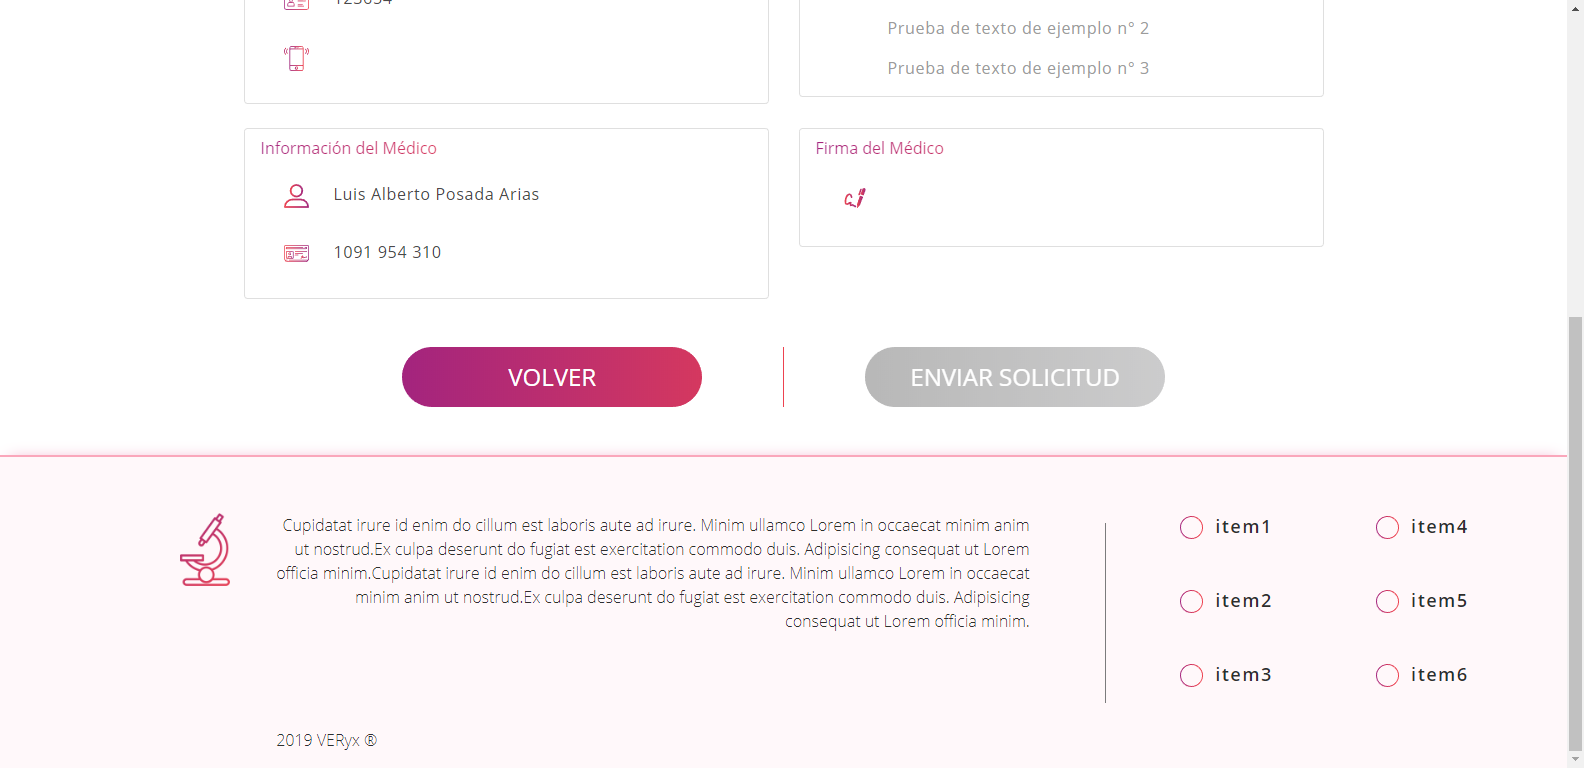 Prueba de texto de ejemplo n° 2
Prueba de texto de ejemplo n° 3
Información del Médico
Luis Alberto Posada Arias
1091 954 310
Firma del Médico
VOLVER
ENVIAR SOLICITUD
Cupidatat irure id enim do cillum est laboris aute ad irure. Minim ullamco Lorem in occaecat minim anim
ut nostrud.Ex culpa deserunt do fugiat est exercitation commodo duis. Adipisicing consequat ut Lorem
officia minim.Cupidatat irure id enim do cillum est laboris aute ad irure. Minim ullamco Lorem in occaecat
minim anim ut nostrud.Ex culpa deserunt do fugiat est exercitation commodo duis. Adipisicing
consequat ut Lorem officia minim.
item1
item2
item3
item4
item5
item6
2019 VERyx ®